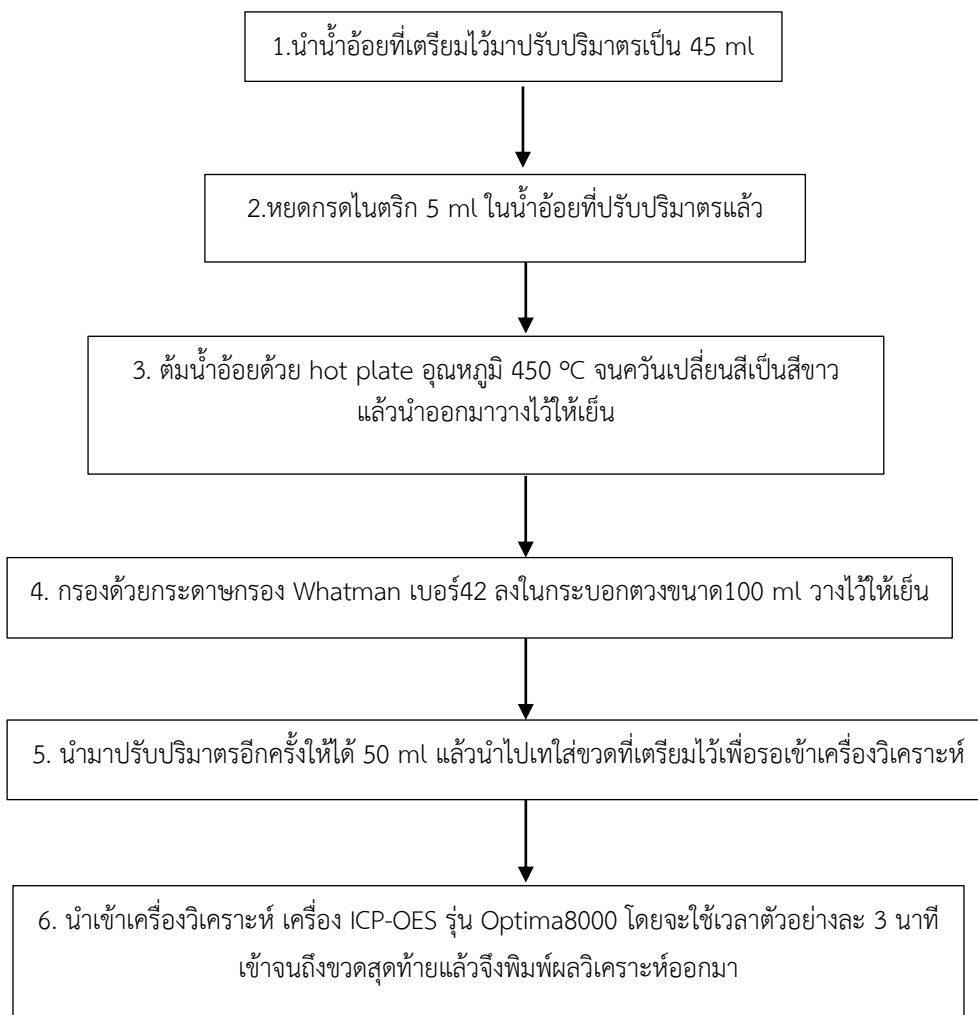 1.นำน้ำอ้อยที่เตรียมไว้มาปรับปริมาตรเป็น 45 ml
2.หยดกรดไนตริก 5 ml ในน้ำอ้อยที่ปรับปริมาตรแล้ว
3. ต้มน้ำอ้อยด้วย hot plate อุณหภูมิ 450 ºC จนควันเปลี่ยนสีเป็นสีขาว
แล้วนำออกมาวางไว้ให้เย็น
4. กรองด้วยกระดาษกรอง Whatman เบอร์42 ลงในกระบอกตวงขนาด100 ml วางไว้ให้เย็น
5. นำมาปรับปริมาตรอีกครั้งให้ได้ 50 ml แล้วนำไปเทใส่ขวดที่เตรียมไว้เพื่อรอเข้าเครื่องวิเคราะห์
6. นำเข้าเครื่องวิเคราะห์ เครื่อง ICP-OES รุ่น Optima8000 โดยจะใช้เวลาตัวอย่างละ 3 นาที
เข้าจนถึงขวดสุดท้ายแล้วจึงพิมพ์ผลวิเคราะห์ออกมา